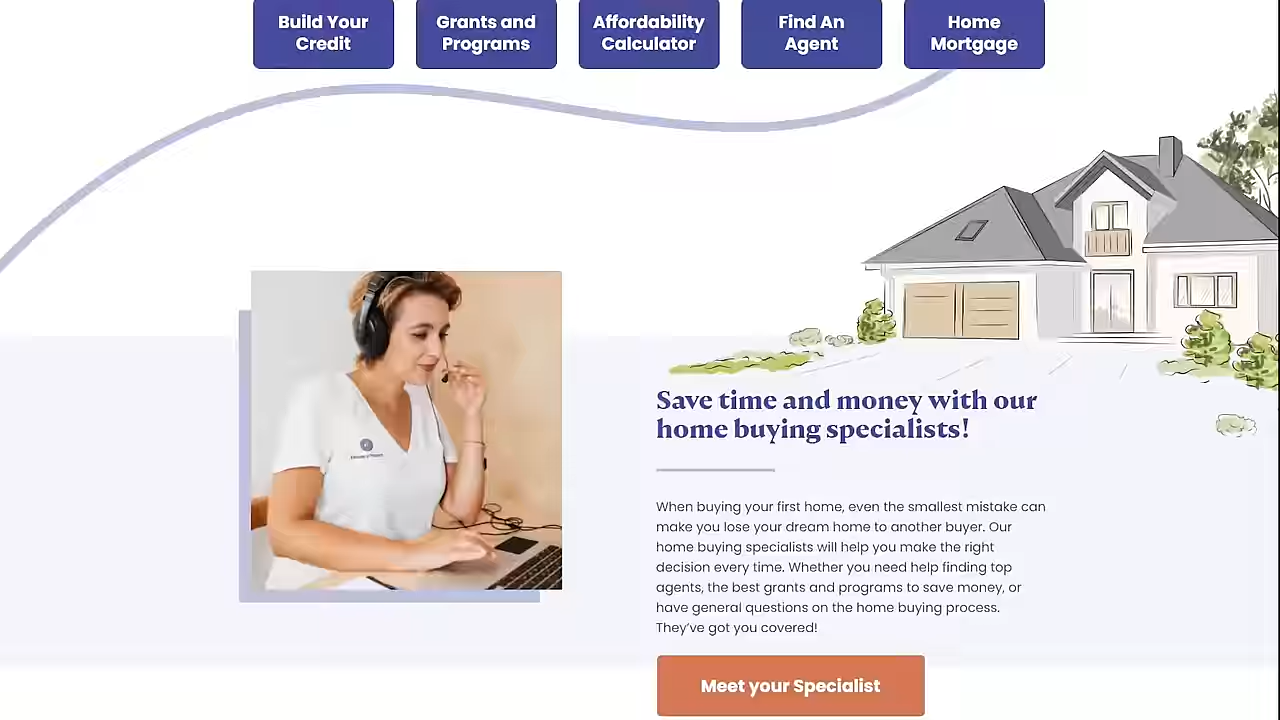 Build Your
Credit
Grants and
Programs
Affordability
Calculator
Find An
Agent
Home
Mortgage
Save time and money with our
home buying specialists!
When buying your first home, even the smallest mistake can
make you lose your dream home to another buyer. Our
home buying specialists will help you make the right
decision every time. Whether you need help finding top
agents, the best grants and programs to save money, or
have general questions on the home buying process.
They've got you covered!
Meet your Specialist